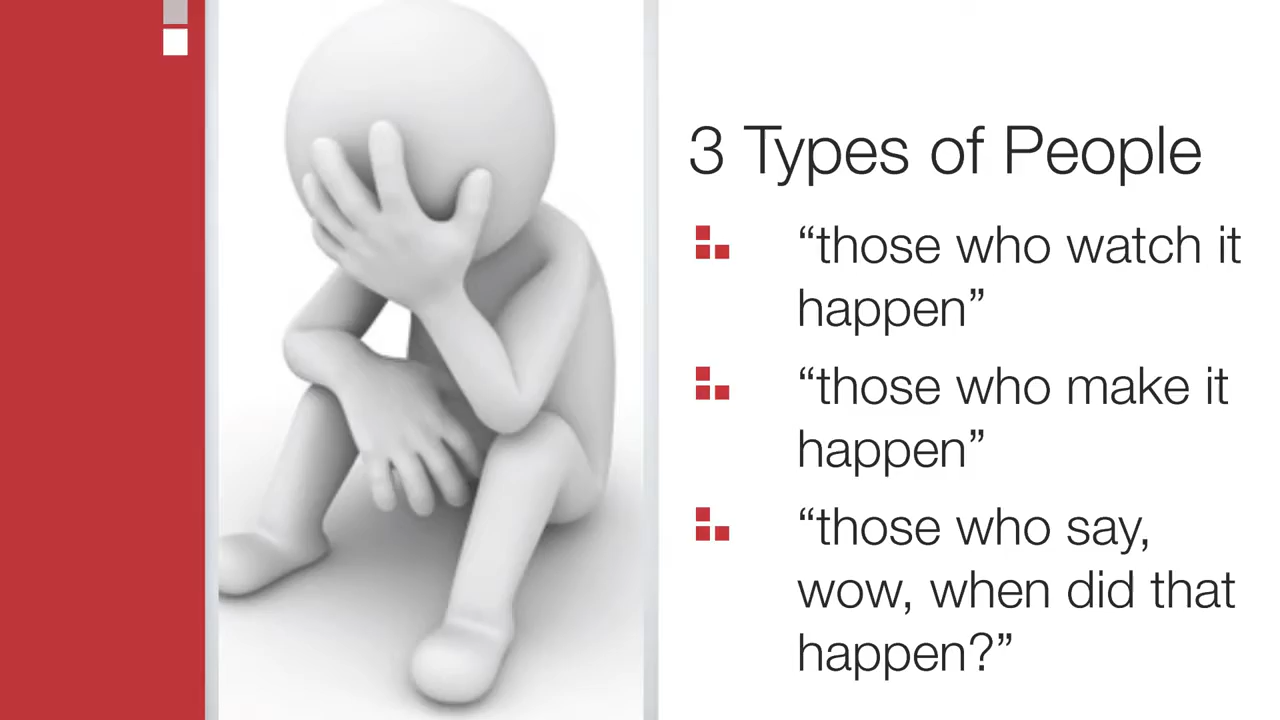 3 Types of People
“those who watch it
happen”
“those who make it
happen”
“those who say,
wow, when did that
happen?”